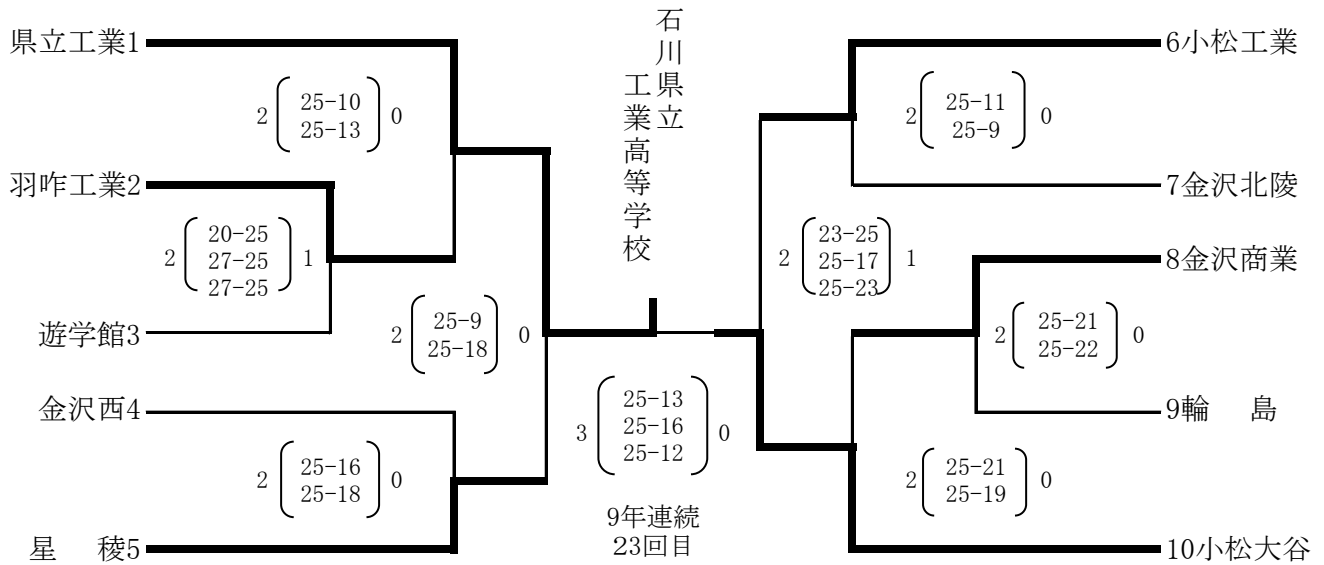 県立工業1
2 25-10 0
25-13
羽咋工業2
2 20-25 1
27-25
27-25
遊学館3
2 25-9 0
25-18
金沢西4
2 25-16 0
25-18
星 稜5
石川県立
工業高等学校
3 25-13 0
25-16
25-12
9年連続
23回目
6小松工業
2 25-11 0
25-9
7金沢北陵
2 23-25 1
25-17
25-23
8金沢商業
2 25-21 0
25-22
9輪 島
2 25-21 0
25-19
10小松大谷